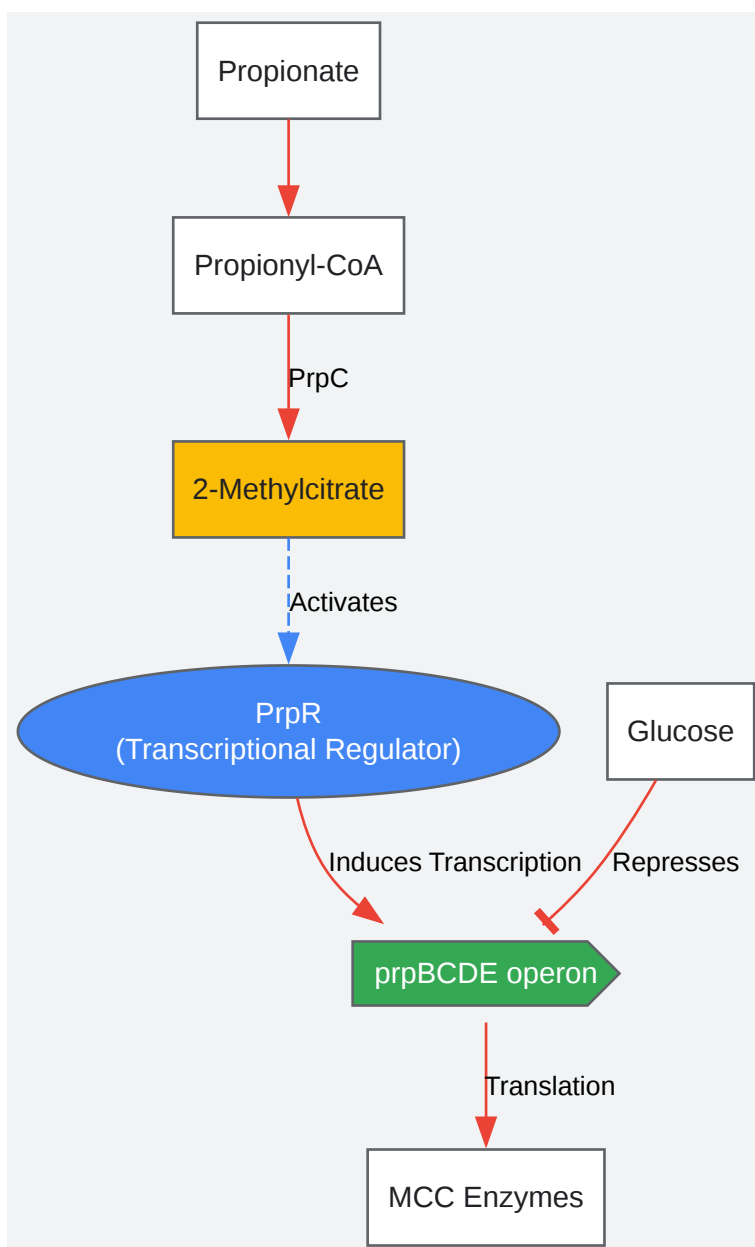 Propionate
Propionyl-CoA
PrpC
2-Methylcitrate
Activates
PrpR
(Transcriptional Regulator)
Glucose
Induces Transcription
Represses
prpBCDE operon
Translation
MCC Enzymes